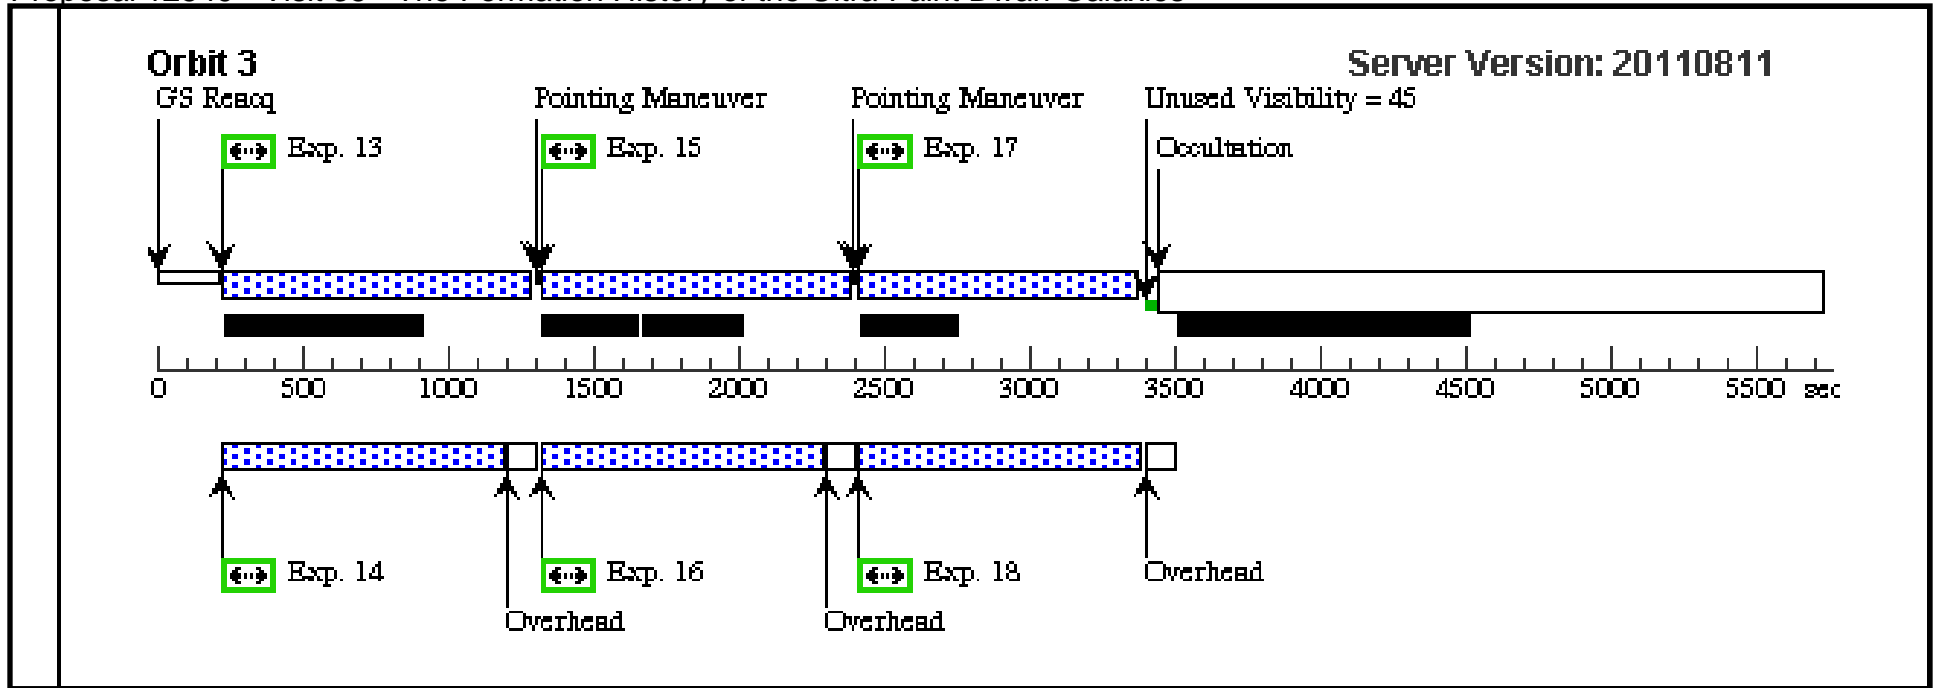 Orbit 3
Server Version: 20110811
GS Reacq
Pointing Maneuver
Pointing Maneuver
Unused Visibility = 45
Exp. 13
Exp. 15
Exp. 17
Occultation
0 500 1000 1500 2000 2500 3000 3500 4000 4500 5000 5500 sec
Exp. 14
Exp. 16
Exp. 18
Overhead
Overhead
Overhead